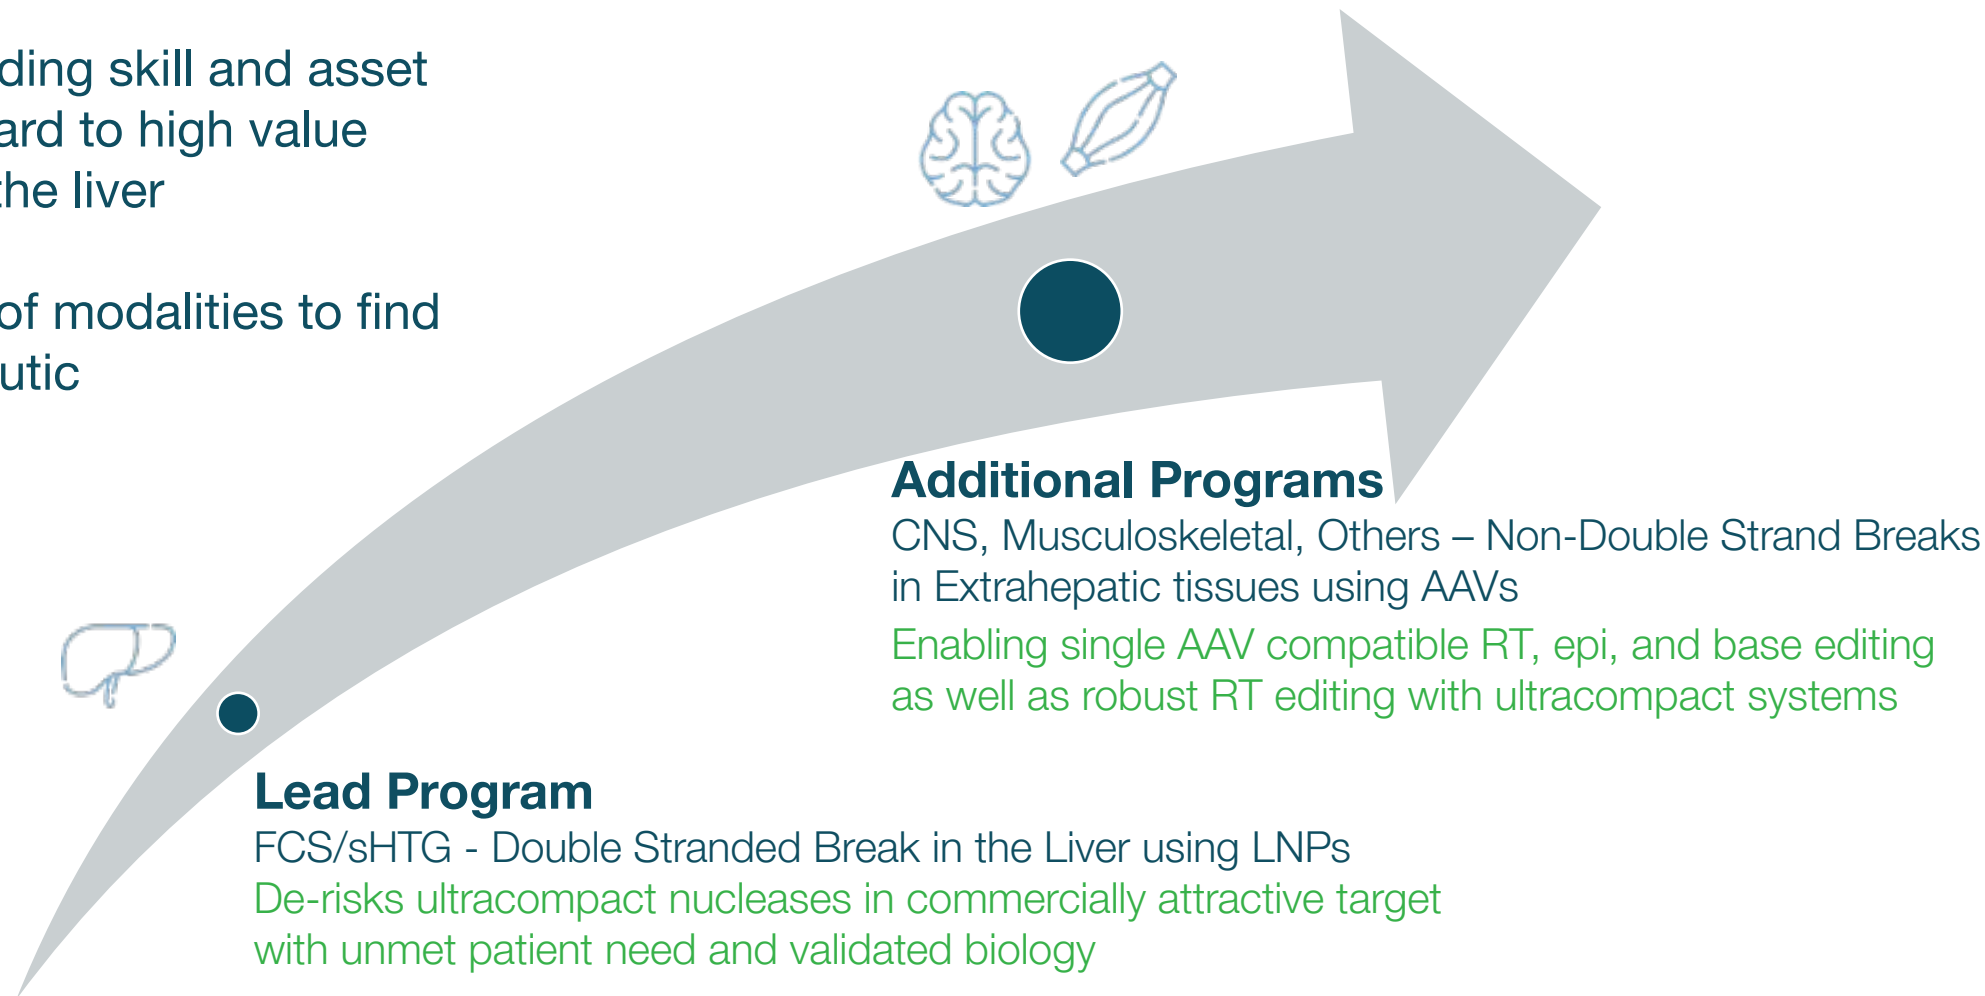 ding skill and asset
ard to high value
the liver
of modalities to find
utic
Additional Programs
CNS, Musculoskeletal, Others – Non-Double Strand Breaks
in Extrahepatic tissues using AAVs
Enabling single AAV compatible RT, epi, and base editing
as well as robust RT editing with ultracompact systems
Lead Program
FCS/sHTG - Double Stranded Break in the Liver using LNPs
De-risks ultracompact nucleases in commercially attractive target
with unmet patient need and validated biology